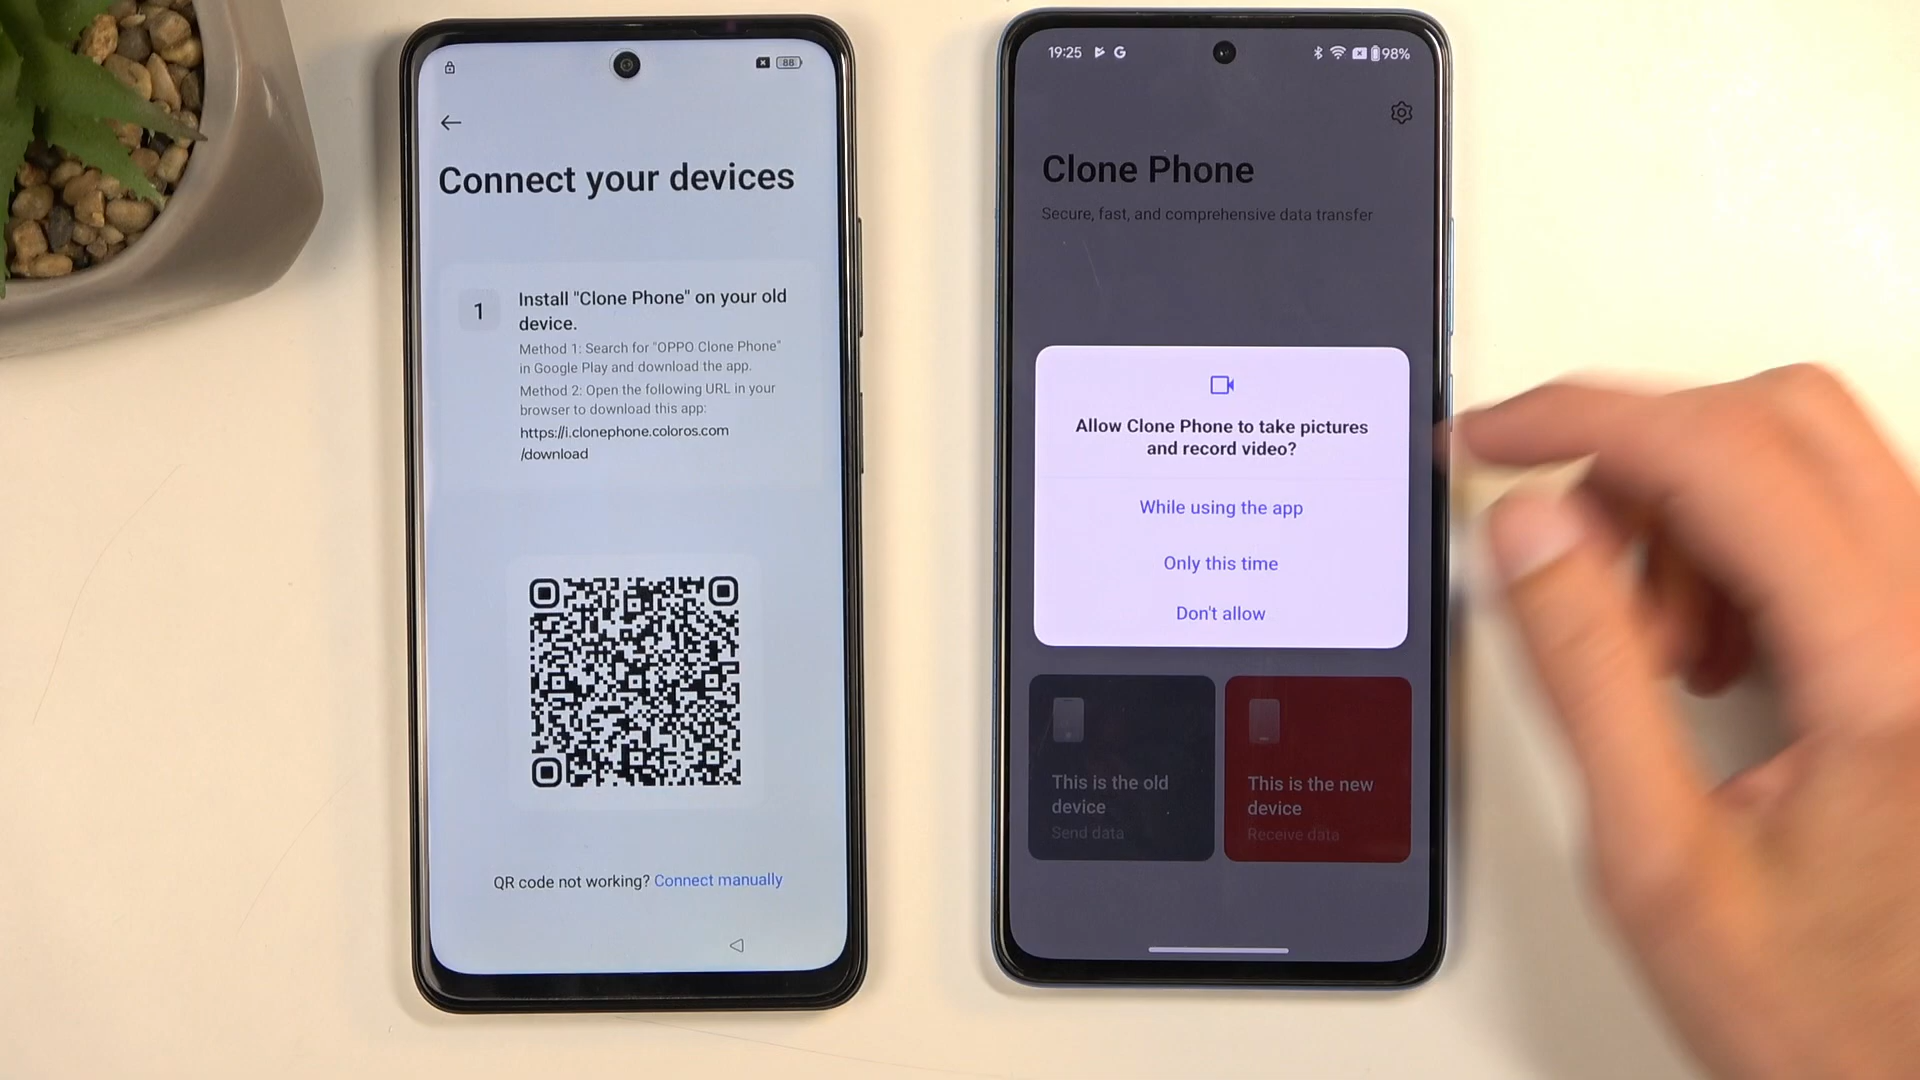 88
Connect your devices
1
Install "Clone Phone" on your old
device.
Method 1: Search for "OPPO Clone Phone"
in Google Play and download the app.
Method 2: Open the following URL in your
browser to download this app:
https://i.clonephone.coloros.com
/download
QR code not working? Connect manually
19:25 G 98%
Clone Phone
Secure, fast, and comprehensive data transfer
Allow Clone Phone to take pictures
and record video?
While using the app
Only this time
Don't allow
This is the old
device
Send data
This is the new
device
Receive data